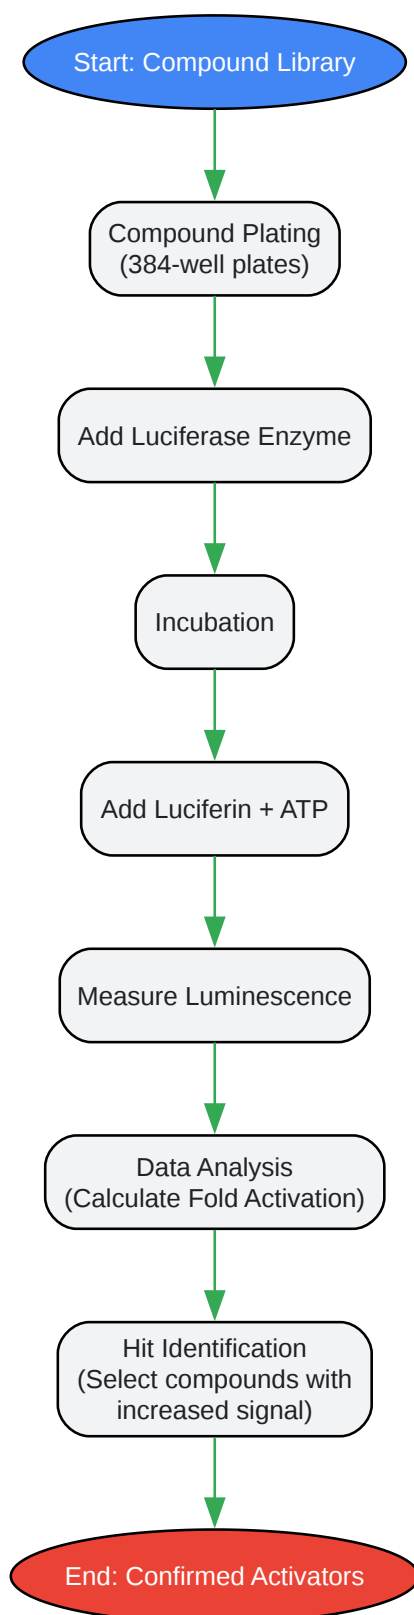 Start: Compound Library
Compound Plating
(384-well plates)
Add Luciferase Enzyme
Incubation
Add Luciferin + ATP
Measure Luminescence
Data Analysis
(Calculate Fold Activation)
Hit Identification
(Select compounds with
increased signal)
End: Confirmed Activators